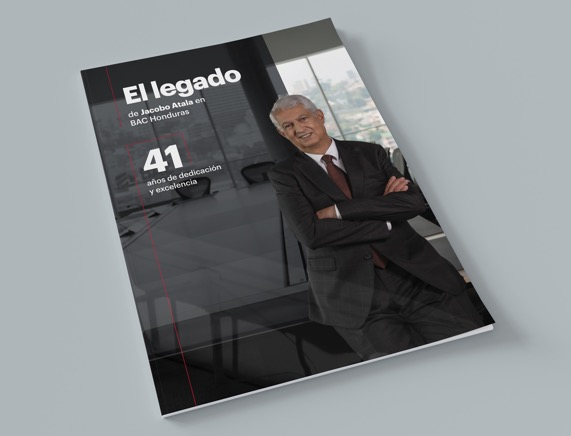 El legado
de Jacobo Atala en
BAC Honduras
41
años de dedicación
y excelencia